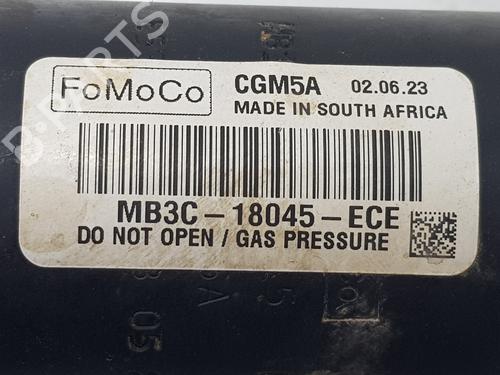 FoMoCo
CGM5A 02.06.23
MADE IN SOUTH AFRICA
MB3C-18045-ECE
DO NOT OPEN / GAS PRESSURE